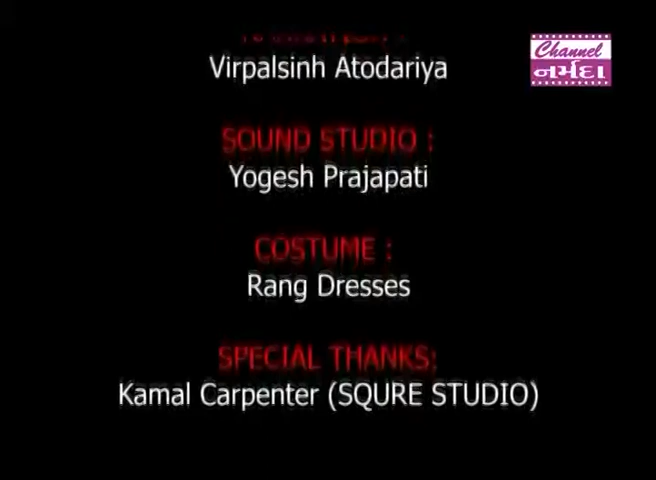 Virpalsinh Atodariya
Channel
નર્મદા
SOUND STUDIO :
Yogesh Prajapati
COSTUME :
Rang Dresses
SPECIAL THANKS:
Kamal Carpenter (SQURE STUDIO)